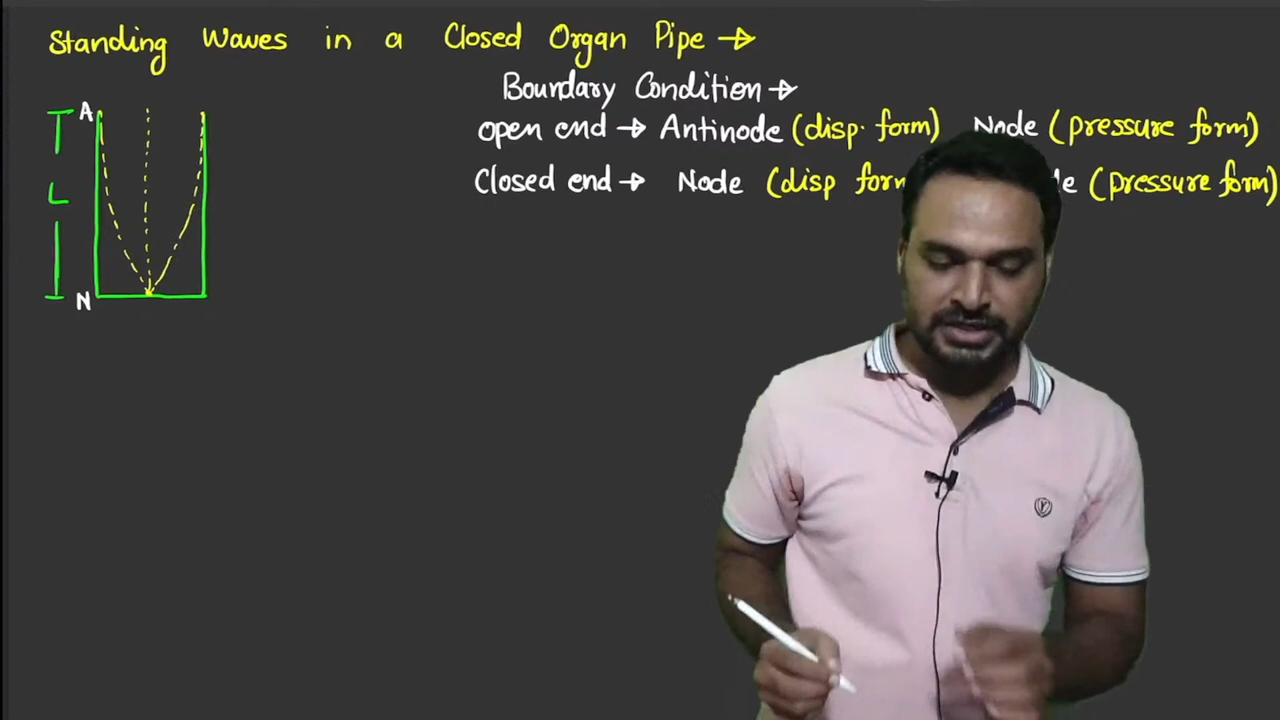 Standing Waves in a Closed Organ Pipe →
Boundary Condition →
open end → Antinode (disp. form) Node (pressure form)
Closed end → Node (disp (pressure form)
A
L
N